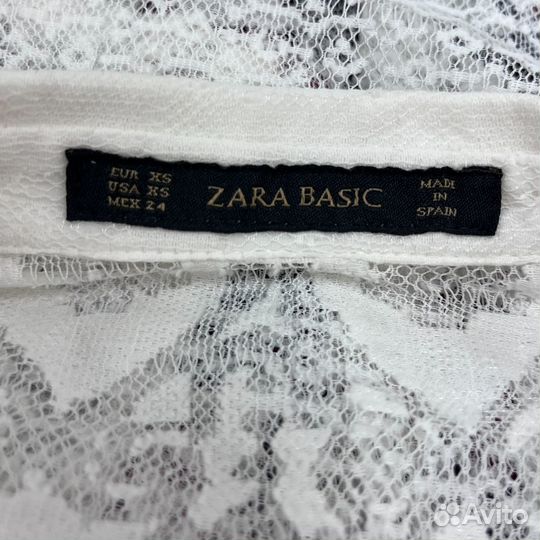 EUR XS
USA XS
MEX 24
ZARA BASIC
MADE
IN
SPAIN
Avito